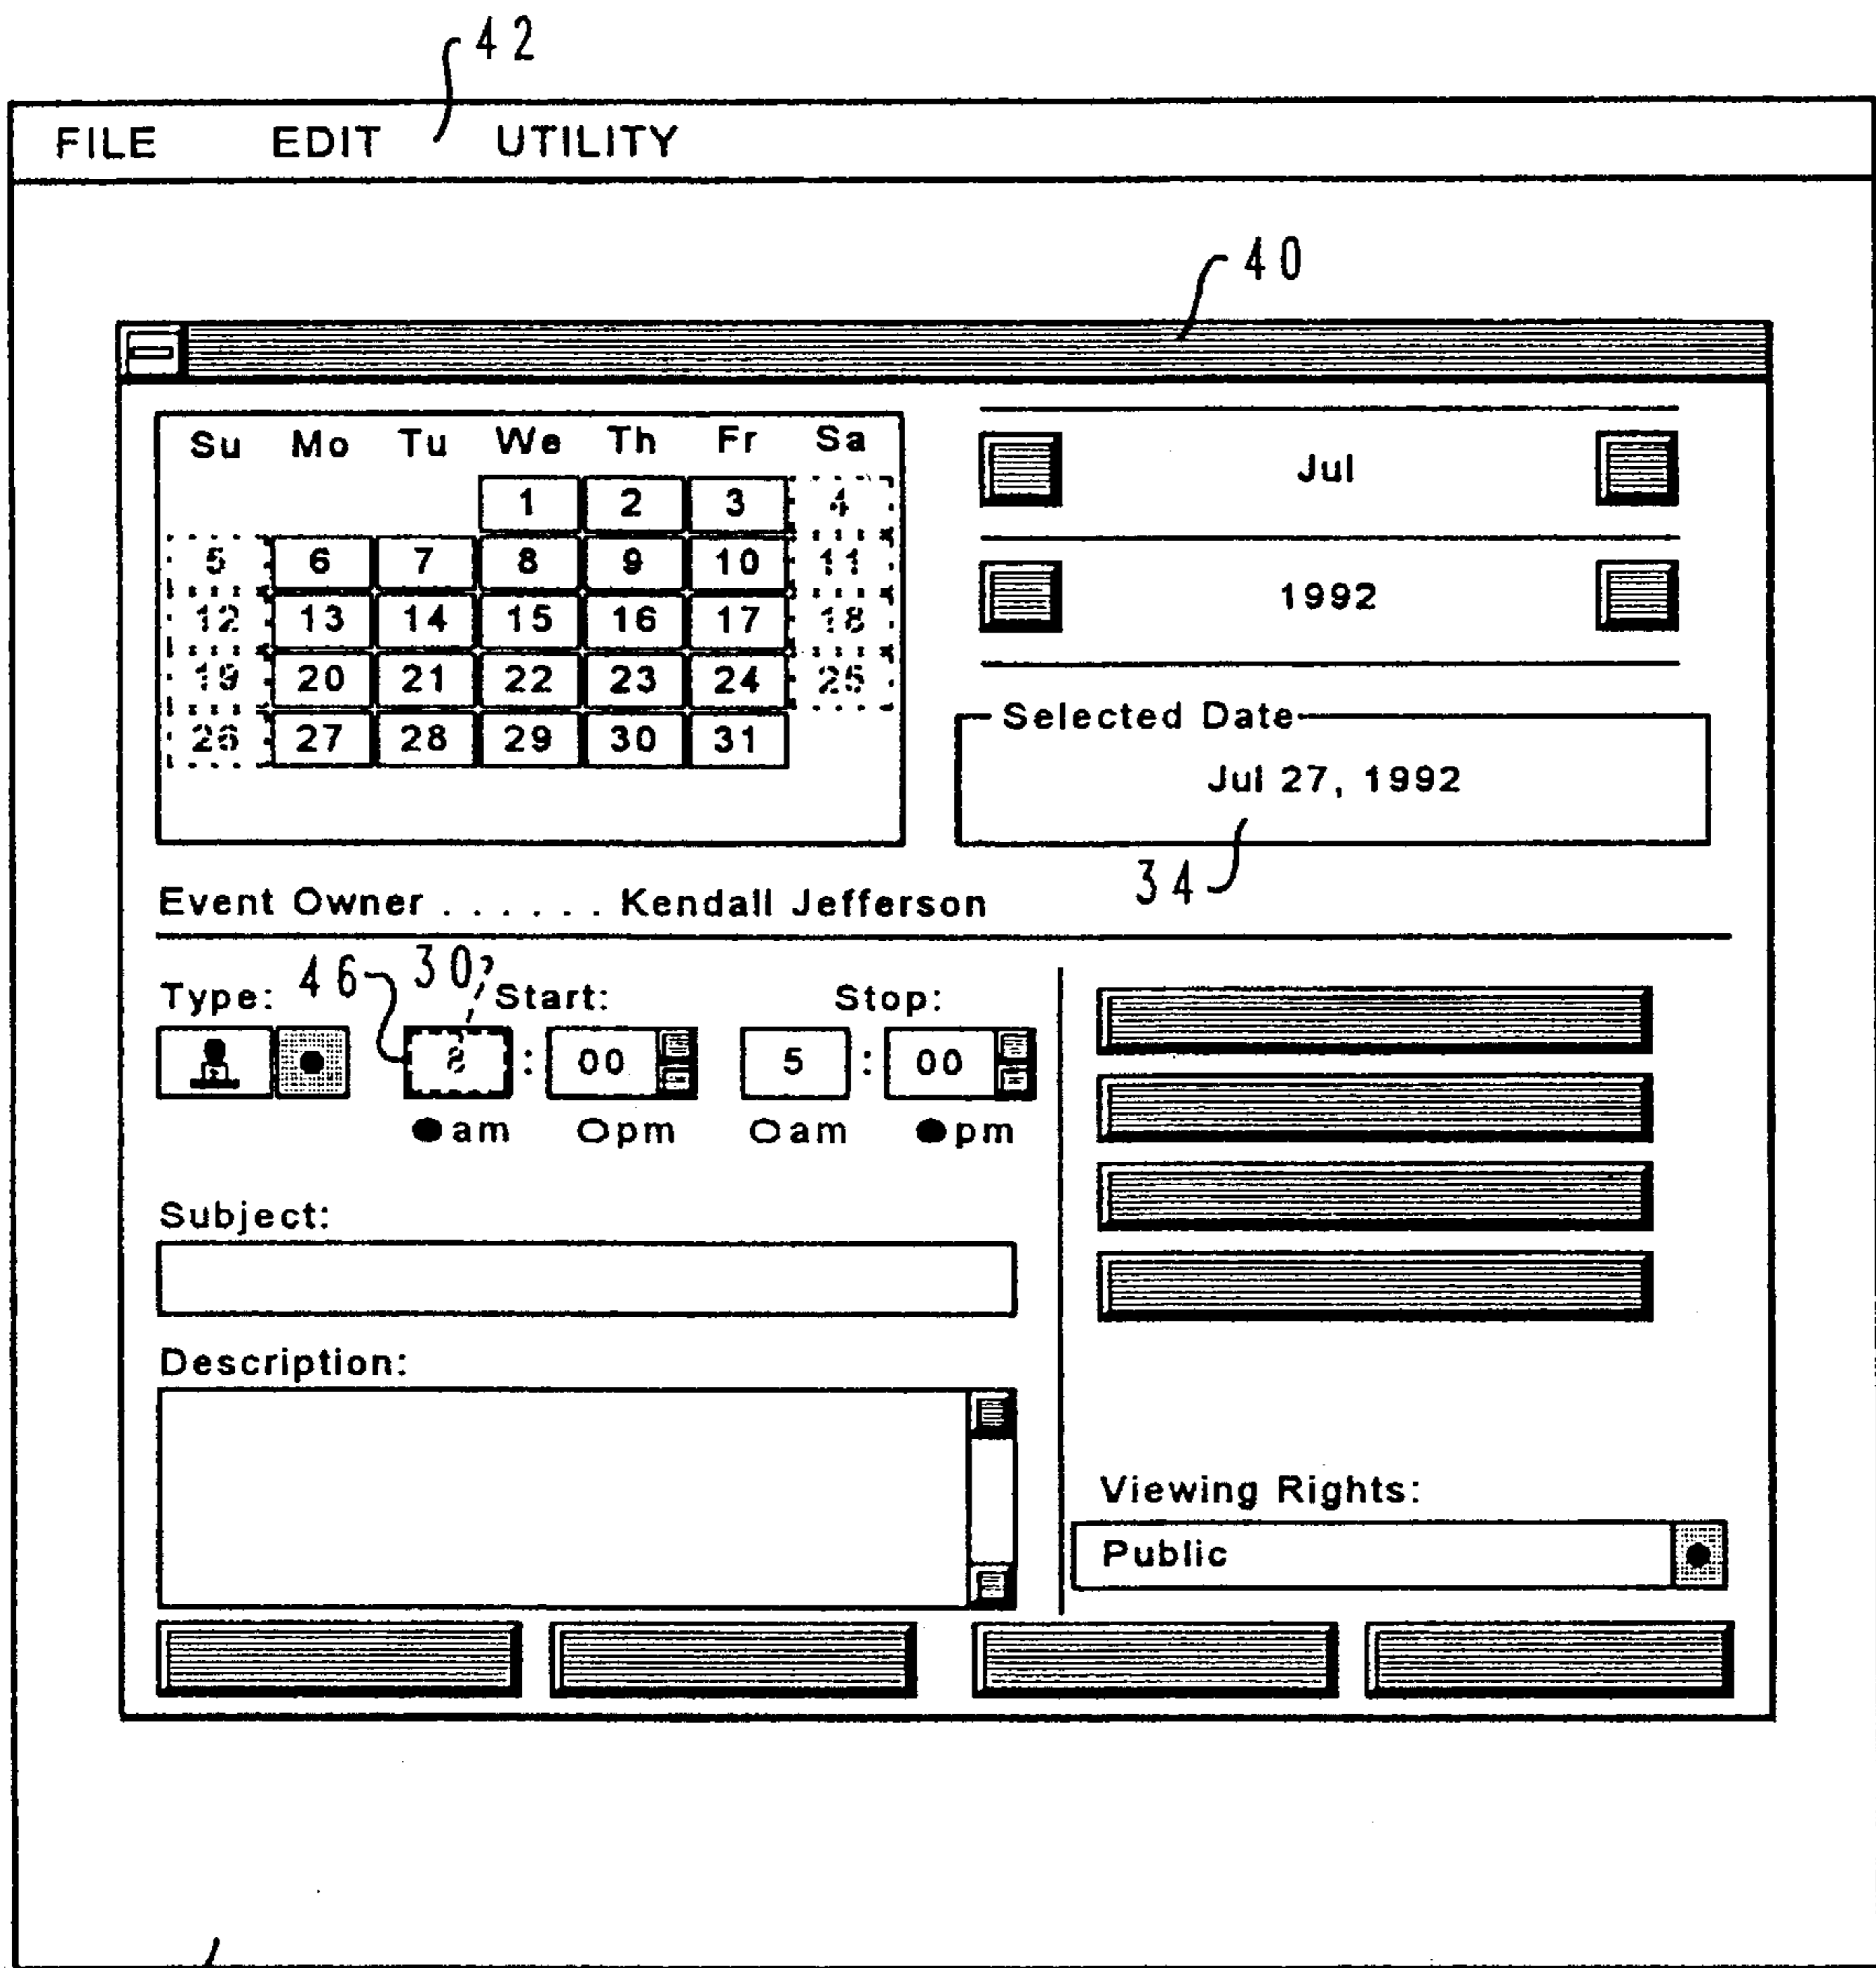 42
FILE EDIT UTILITY
40
Su Mo Tu We Th Fr Sa
1 2 3 4
5 6 7 8 9 10 11
12 13 14 15 16 17 18
19 20 21 22 23 24 25
26 27 28 29 30 31
Jul
1992
Selected Date
Jul 27, 1992
34
Event Owner . . . . . . Kendall Jefferson
46 30
Type: Start: Stop:
8 : 00 5 : 00
am pm am pm
Subject:
Description:
Viewing Rights:
Public